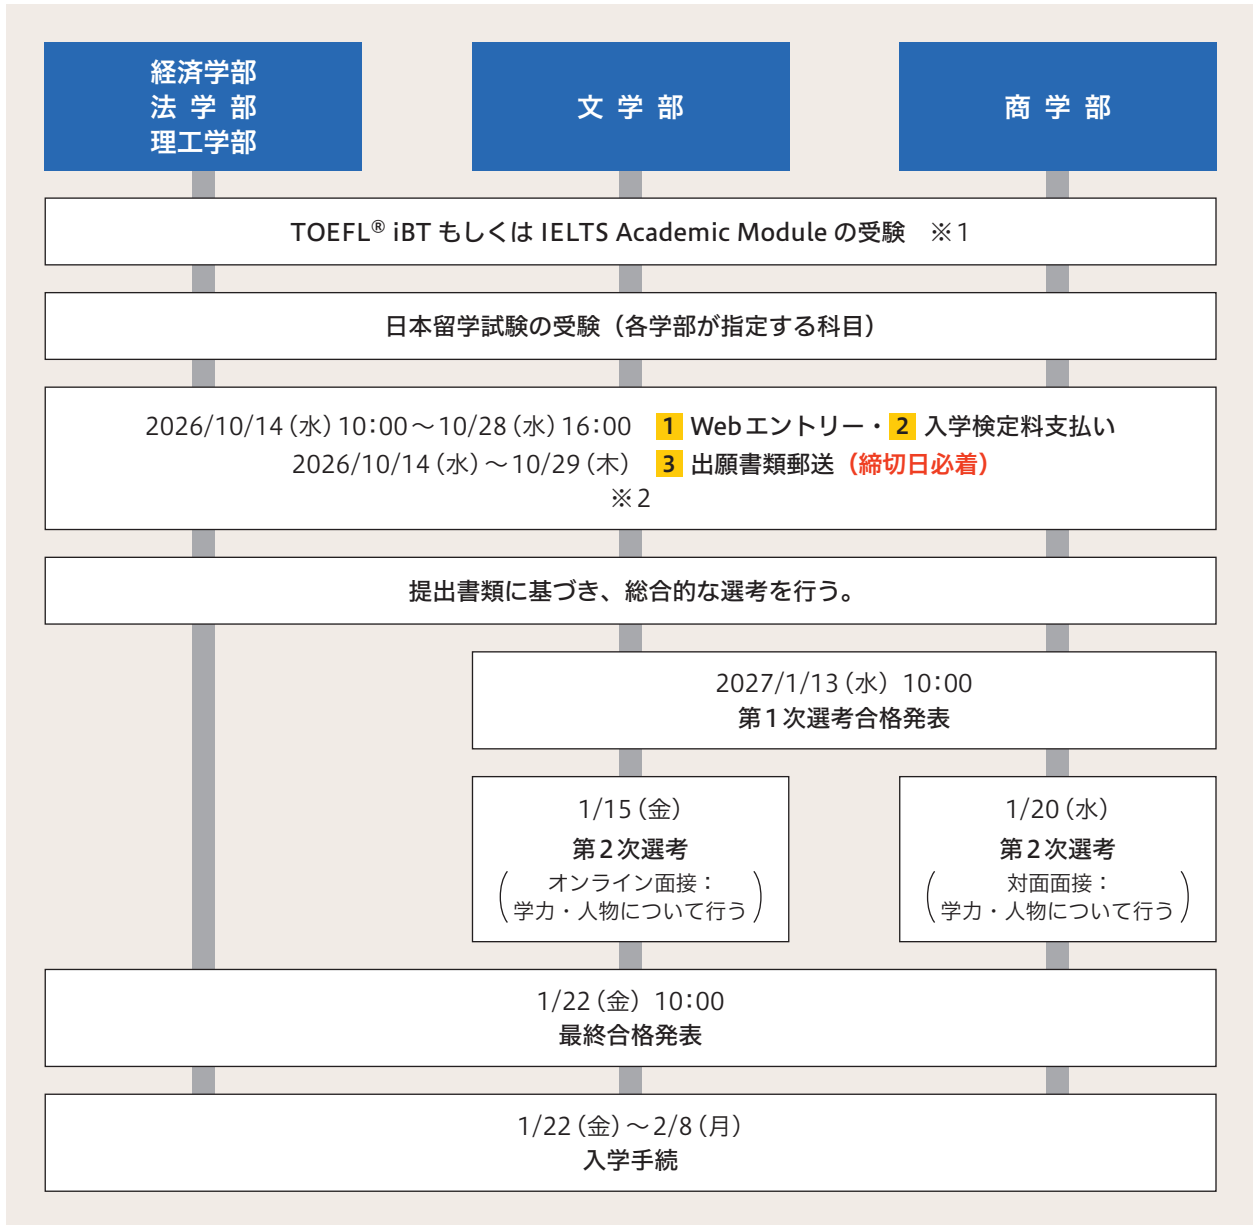 経済学部
法学部
理工学部
文学部
商学部
TOEFL® iBT もしくは IELTS Academic Module の受験　※1
日本留学試験の受験（各学部が指定する科目）
2026/10/14（水）10:00～10/28（水）16:00　1 Webエントリー・2 入学検定料支払い
2026/10/14（水）～10/29（木）　3 出願書類郵送（締切日必着）
※2
提出書類に基づき、総合的な選考を行う。
2027/1/13（水）10:00
第1次選考合格発表
1/15（金）
第2次選考
（オンライン面接：
学力・人物について行う）
1/20（水）
第2次選考
（対面面接：
学力・人物について行う）
1/22（金）10:00
最終合格発表
1/22（金）～2/8（月）
入学手続